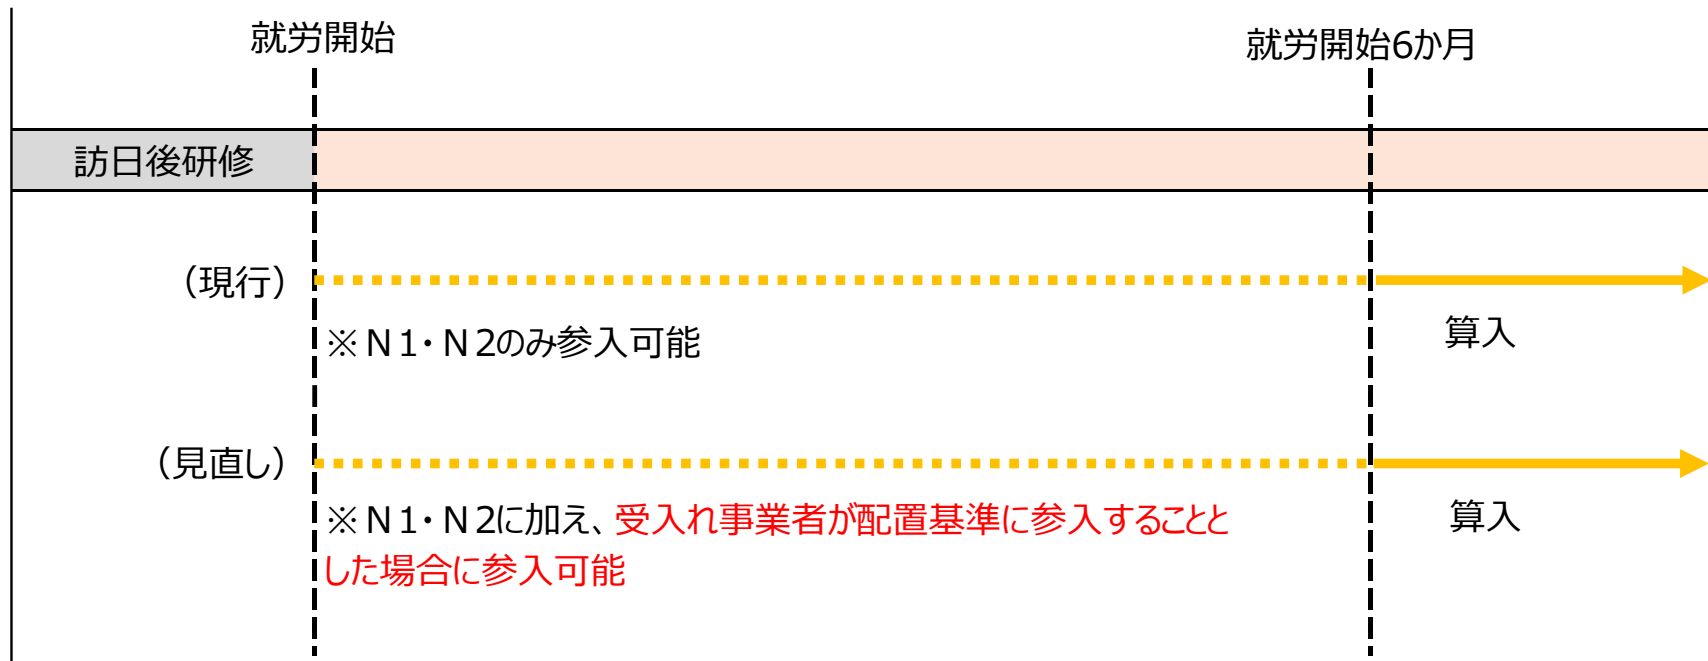 就労開始
就労開始6か月
訪日後研修
（現行）
※Ｎ1・Ｎ2のみ参入可能
算入
（見直し）
※Ｎ1・Ｎ2に加え、受入れ事業者が配置基準に参入することと
した場合に参入可能
算入